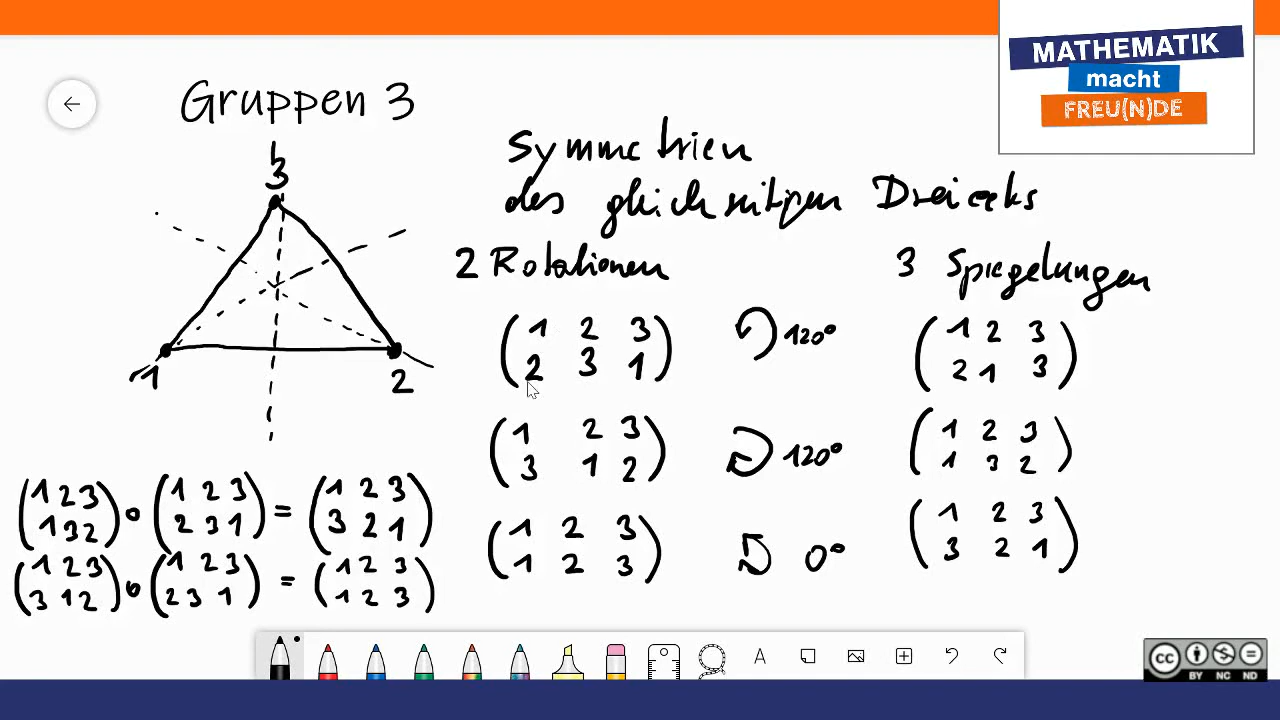 MATHEMATIK
macht
FREU(N)DE
Gruppen 3
Symmetrien
des gleichseitigen Dreiecks
2 Rotationen
3 Spiegelungen
3
1 2
(1 2 3)
(2 3 1)
120°
(1 2 3)
(3 1 2)
120°
(1 2 3)
(1 2 3)
0°
(1 2 3)
(2 1 3)
(1 2 3)
(1 3 2)
(1 2 3)
(3 2 1)
(1 2 3) ∘ (1 2 3) = (1 2 3)
(1 3 2) (2 3 1) (3 2 1)
(1 2 3) ∘ (1 2 3) = (1 2 3)
(3 1 2) (2 3 1) (1 2 3)
A
CC BY NC ND